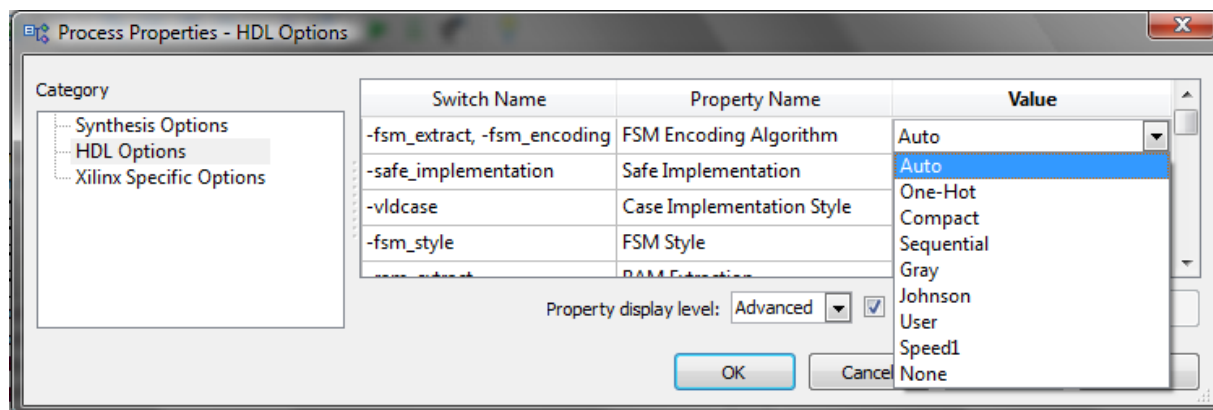 Process Properties - HDL Options
Category
Synthesis Options
HDL Options
Xilinx Specific Options
Switch Name Property Name Value
-fsm_extract, -fsm_encoding FSM Encoding Algorithm Auto
-safe_implementation Safe Implementation
-vldcase Case Implementation Style
-fsm_style FSM Style
Auto
One-Hot
Compact
Sequential
Gray
Johnson
User
Speed1
None
Property display level: Advanced
OK Cancel